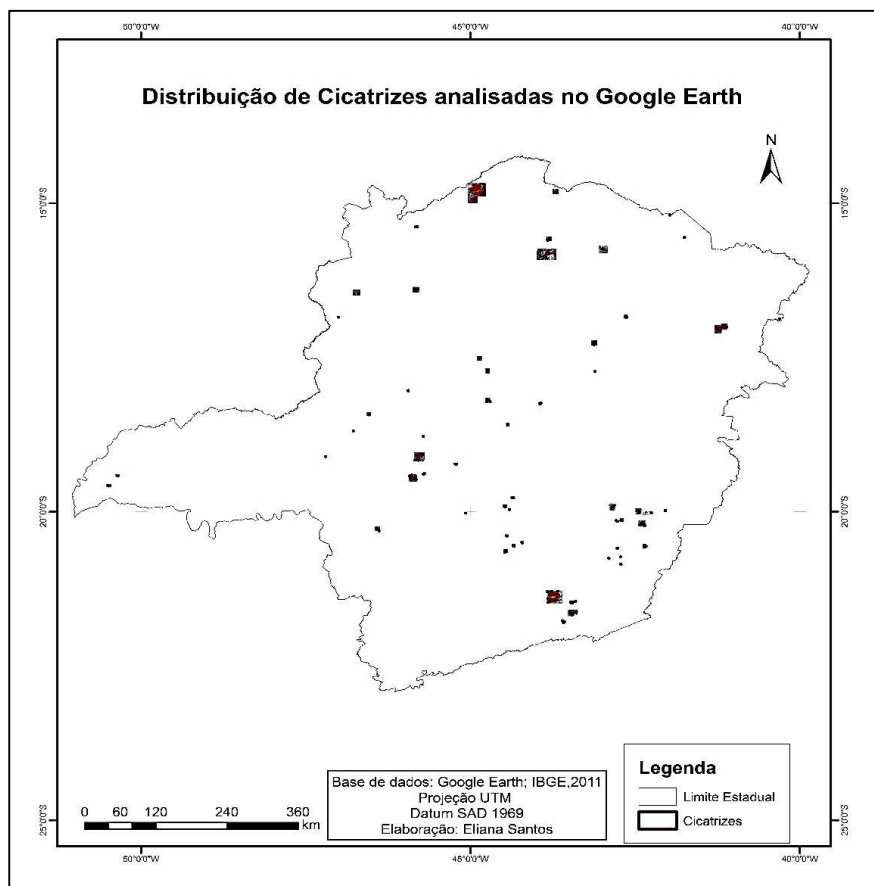 50°0'0"W
45°0'0"W
40°0'0"W
Distribuição de Cicatrizes analisadas no Google Earth
N
15°0'0"S
15°0'0"S
20°0'0"S
20°0'0"S
25°0'0"S
25°0'0"S
Legenda
Limite Estadual
Cicatrizes
Base de dados: Google Earth; IBGE,2011
Projeção UTM
Datum SAD 1969
Elaboração: Eliana Santos
0 60 120 240 360
km
50°0'0"W
45°0'0"W
40°0'0"W